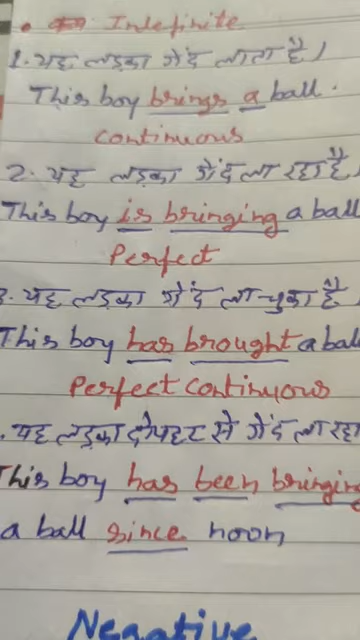 Indefinite
1. यह लड़का गेंद लाता है।
This boy brings a ball.
Continuous
2. यह लड़का गेंद ला रहा है
This boy is bringing a ball
Perfect
यह लड़का गेंद ला चुका है
This boy has brought a ball
Perfect continuous
यह लड़का दोपहर से गेंद ला रहा
This boy has been bringing
a ball since noon
Negative